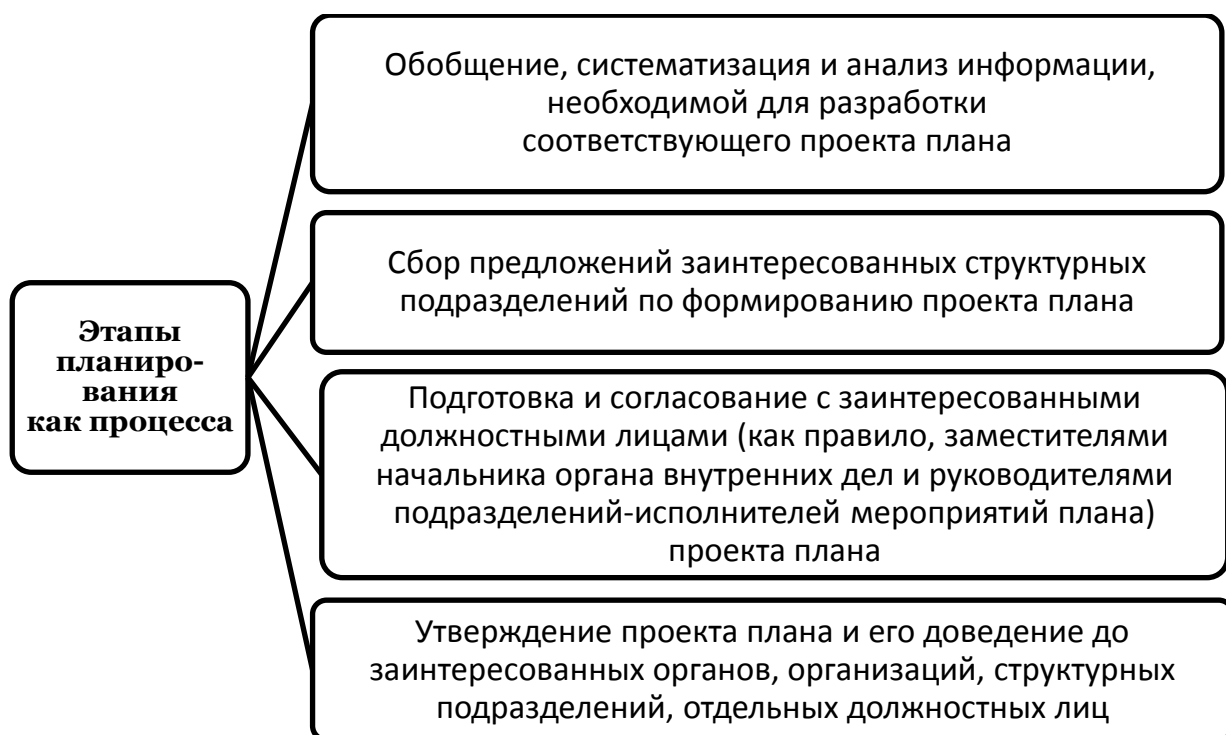 Этапы
планиро-
вания
как процесса
Обобщение, систематизация и анализ информации,
необходимой для разработки
соответствующего проекта плана
Сбор предложений заинтересованных структурных
подразделений по формированию проекта плана
Подготовка и согласование с заинтересованными
должностными лицами (как правило, заместителями
начальника органа внутренних дел и руководителями
подразделений-исполнителей мероприятий плана)
проекта плана
Утверждение проекта плана и его доведение до
заинтересованных органов, организаций, структурных
подразделений, отдельных должностных лиц